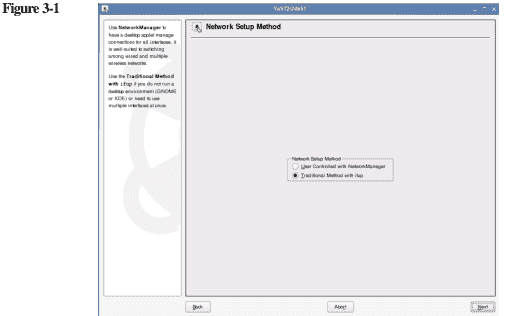 Figure 3-1
YaST2@da51
Use NetworkManager to
have a desktop applet manage
connections for all interfaces. It
is well-suited to switching
among wired and multiple
wireless networks.
Use the Traditional Method
with ifup if you do not run a
desktop environment (GNOME
or KDE) or need to use
multiple interfaces at once.
Network Setup Method
Network Setup Method
User Controlled with NetworkManager
Traditional Method with ifup
Back
Abort
Next